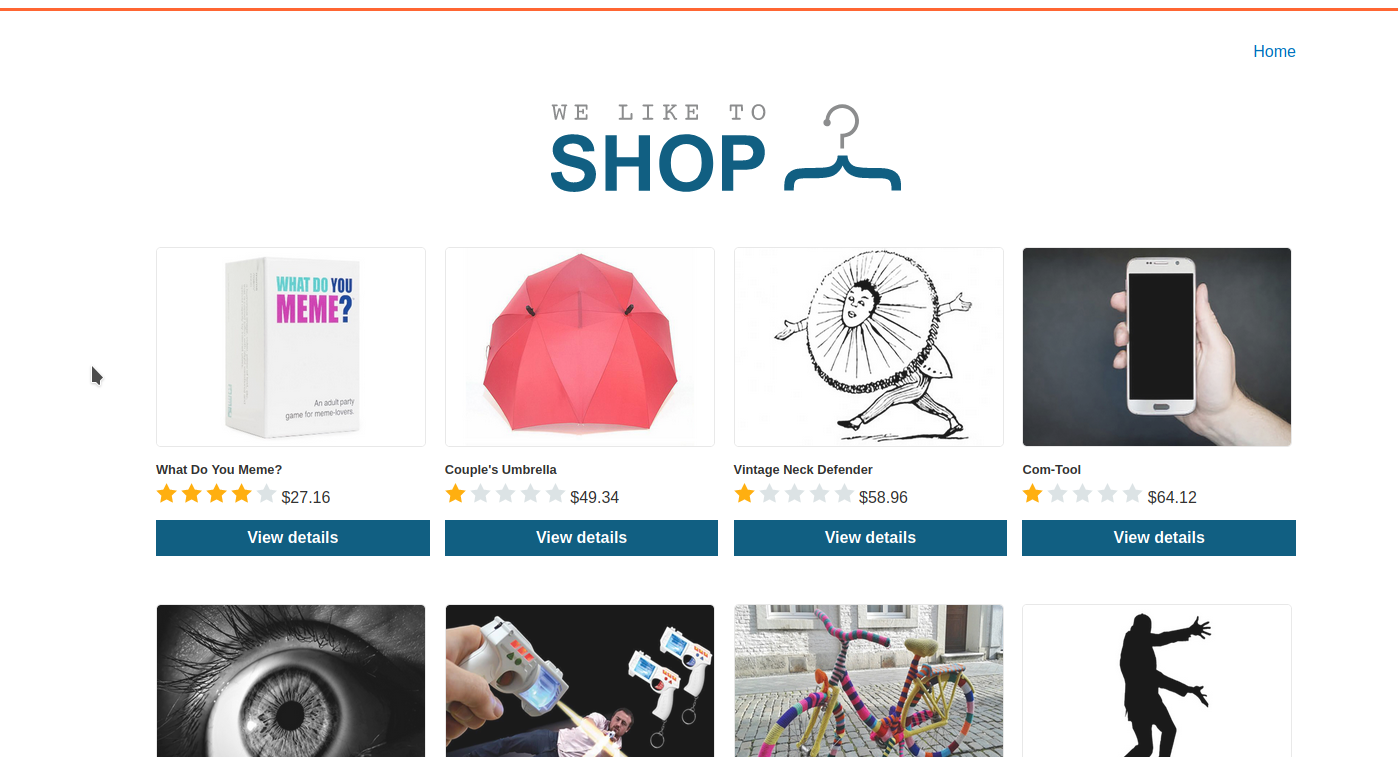 Home
WE LIKE TO
SHOP
WHAT DO YOU
MEME?
An adult party
game for meme-lovers.
What Do You Meme?
$27.16
View details
Couple's Umbrella
$49.34
View details
Vintage Neck Defender
$58.96
View details
Com-Tool
$64.12
View details